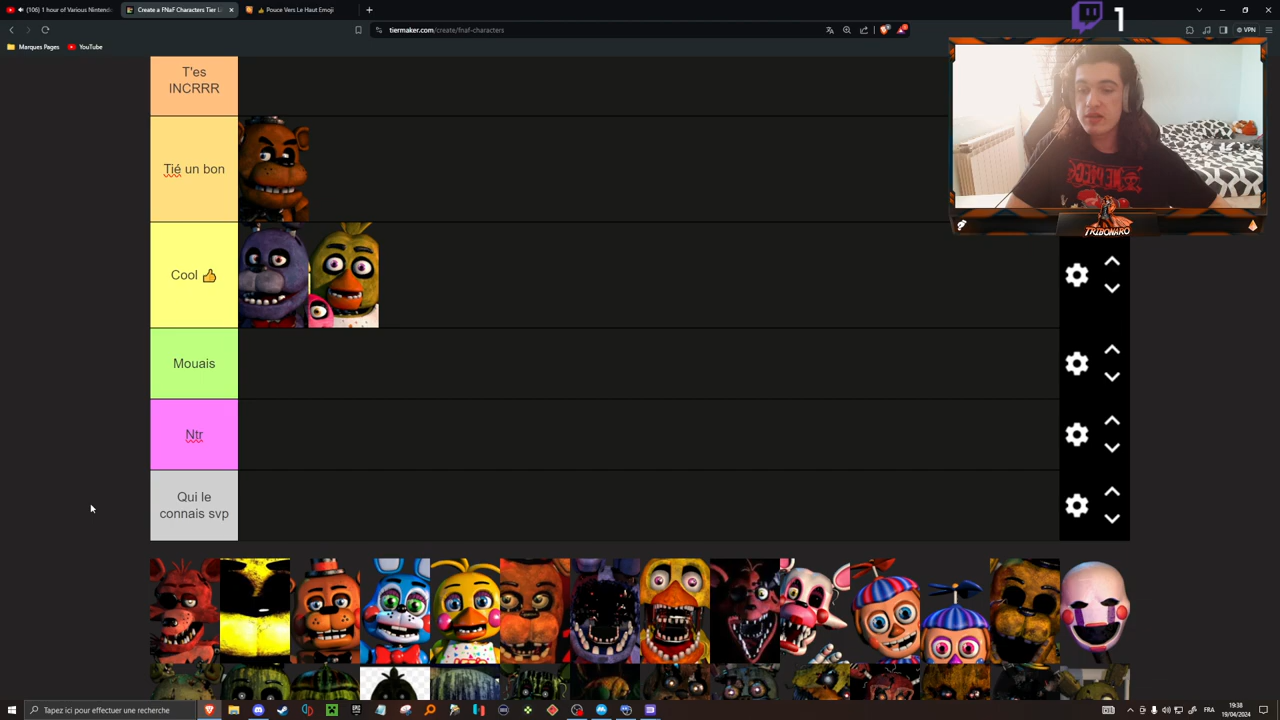 (106) 1 hour of Various Nintendo
Create a FNaF Characters Tier L
👍 Pouce Vers Le Haut Emoji
1
tiermaker.com/create/fnaf-characters
VPN
Marques Pages
YouTube
T'es
INCRRR
Tié un bon
Cool 👍
Mouais
Ntr
Qui le
connais svp
TRIBONARO
Tapez ici pour effectuer une recherche
FRA
19:38
19/04/2024